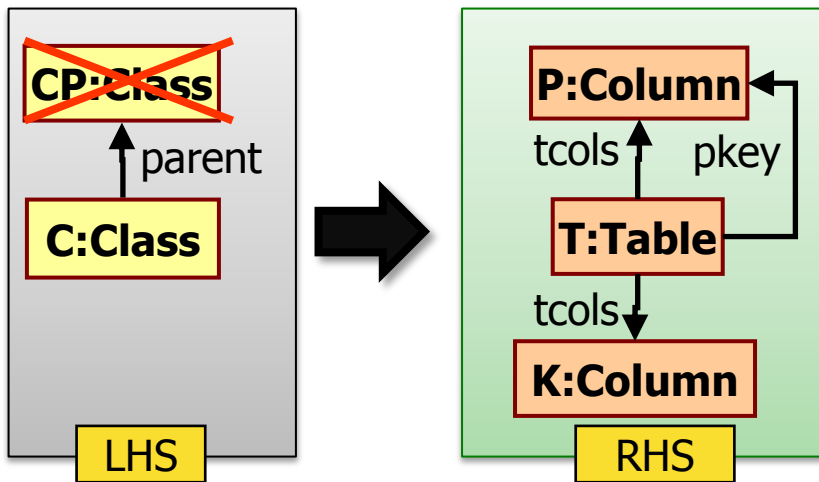 CP:Class
parent
C:Class
LHS
P:Column
tcols
pkey
T:Table
tcols
K:Column
RHS